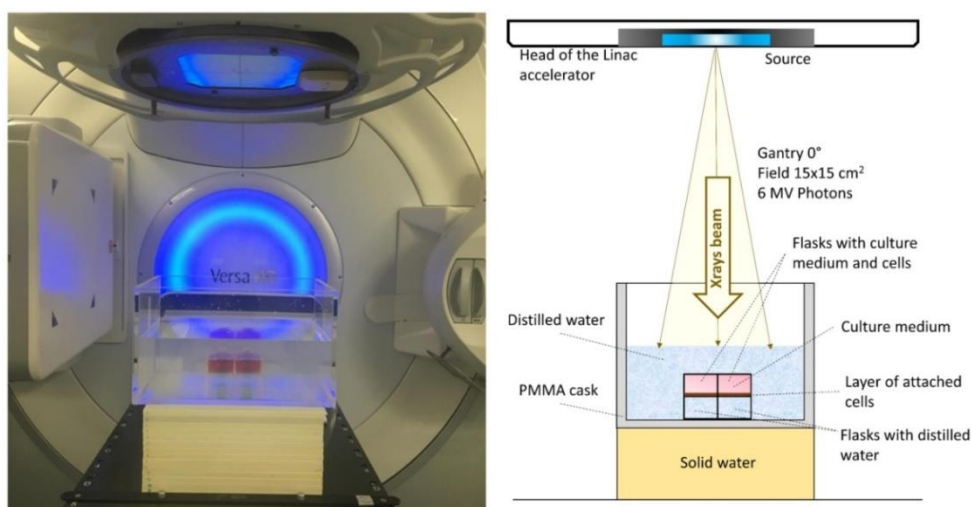 Versa
Head of the Linac
accelerator
Source
Gantry 0°
Field 15x15 cm²
6 MV Photons
Xrays beam
Flasks with culture
medium and cells
Distilled water
Culture medium
PMMA cask
Layer of attached
cells
Flasks with distilled
water
Solid water